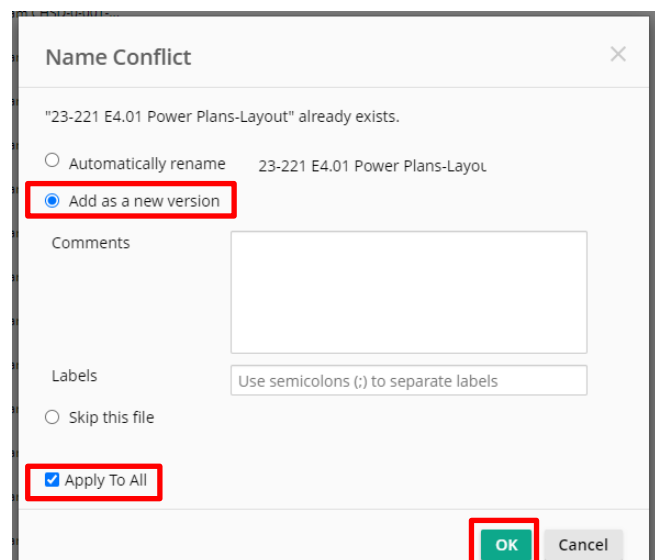 Name Conflict
"23-221 E4.01 Power Plans-Layout" already exists.
Automatically rename 23-221 E4.01 Power Plans-Layou
Add as a new version
Comments
Labels Use semicolons (;) to separate labels
Skip this file
Apply To All
OK Cancel